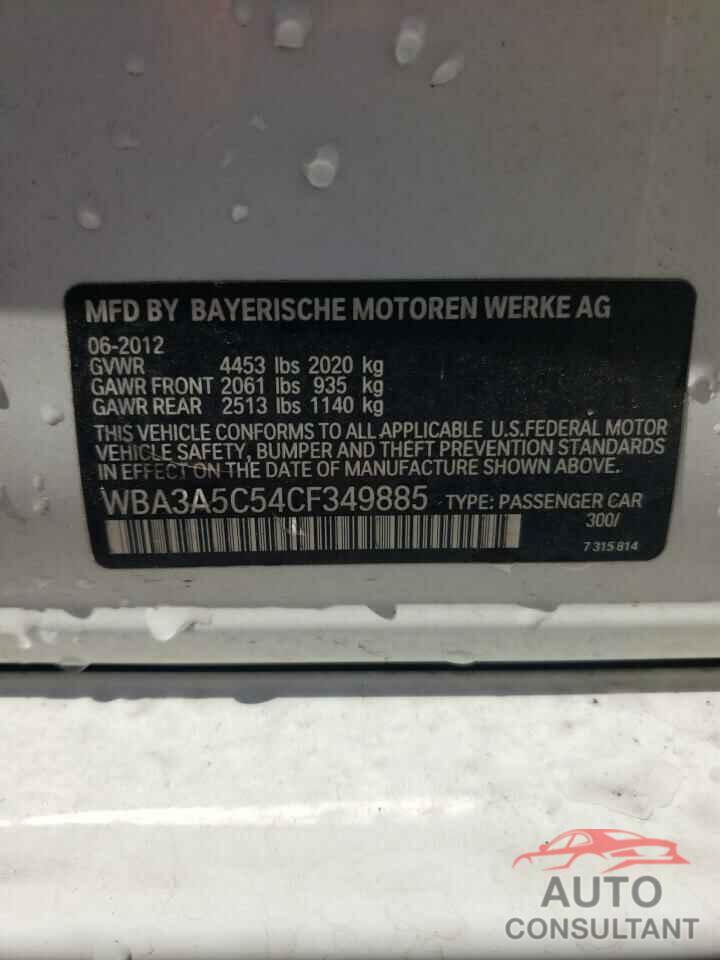 MFD BY BAYERISCHE MOTOREN WERKE AG
06-2012
GVWR 4453 lbs 2020 kg
GAWR FRONT 2061 lbs 935 kg
GAWR REAR 2513 lbs 1140 kg
THIS VEHICLE CONFORMS TO ALL APPLICABLE U.S.FEDERAL MOTOR
VEHICLE SAFETY, BUMPER AND THEFT PREVENTION STANDARDS
IN EFFECT ON THE DATE OF MANUFACTURE SHOWN ABOVE.
WBA3A5C54CF349885 TYPE: PASSENGER CAR
300/
7 315 814
AUTO
CONSULTANT